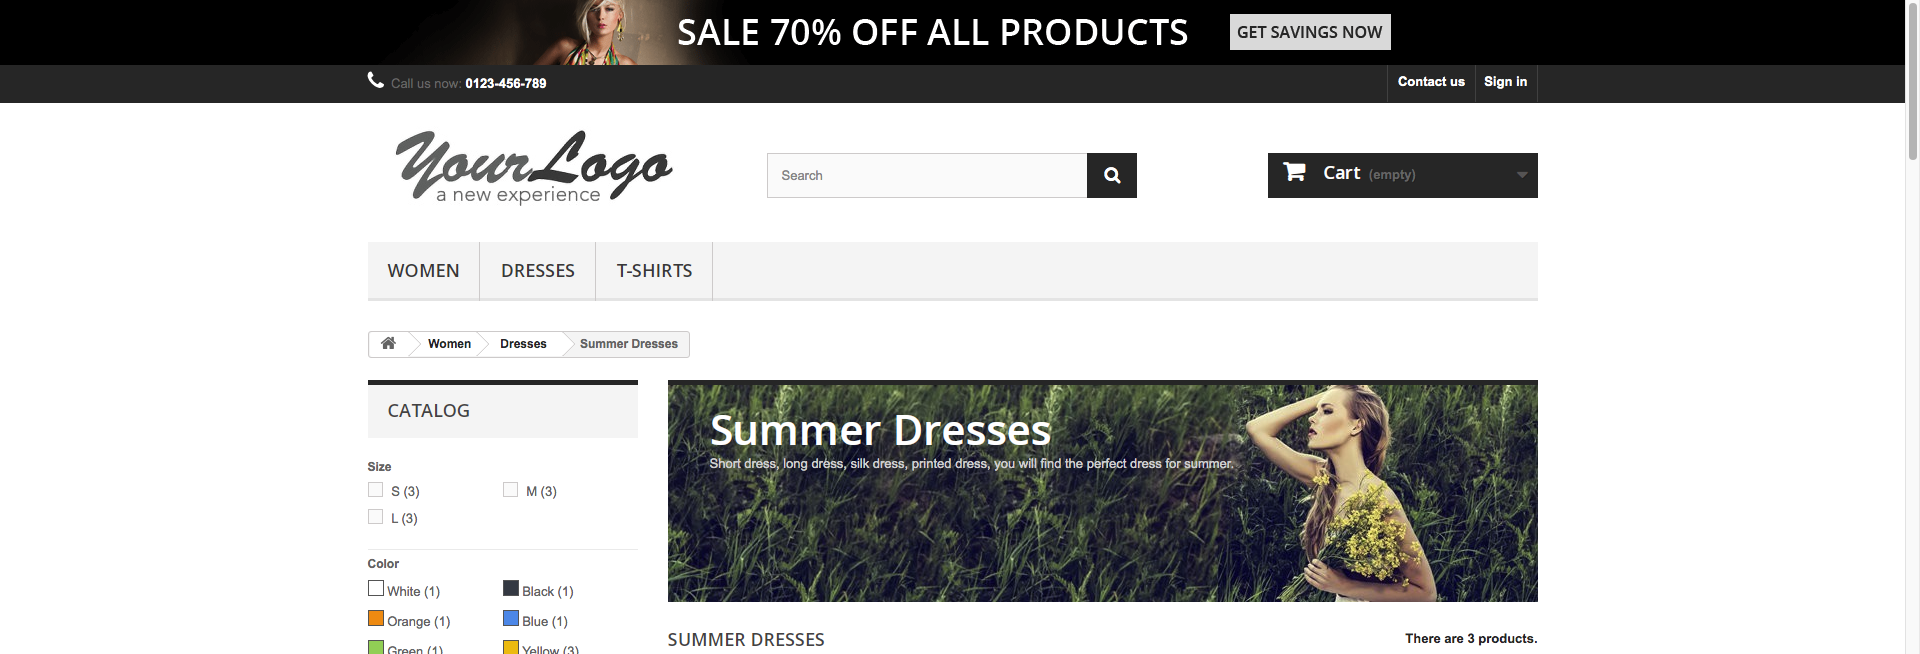 SALE 70% OFF ALL PRODUCTS
GET SAVINGS NOW
Call us now: 0123-456-789
Contact us
Sign in
YourLogo
a new experience
Search
Cart (empty)
WOMEN
DRESSES
T-SHIRTS
Women
Dresses
Summer Dresses
CATALOG
Size
S (3)
M (3)
L (3)
Color
White (1)
Black (1)
Orange (1)
Blue (1)
Green (1)
Yellow (3)
Summer Dresses
Short dress, long dress, silk dress, printed dress, you will find the perfect dress for summer.
SUMMER DRESSES
There are 3 products.